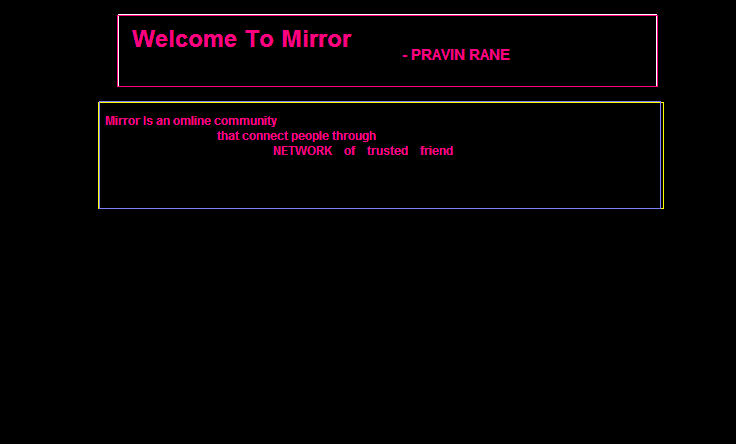 Welcome To Mirror
- PRAVIN RANE
Mirror is an omline community
that connect people through
NETWORK of trusted friend